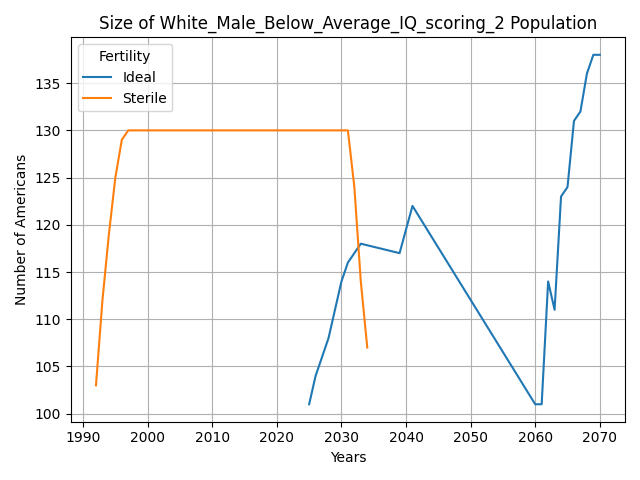 Size of White_Male_Below_Average_IQ_scoring_2 Population
Fertility
Ideal
Sterile
Number of Americans
135
130
125
120
115
110
105
100
1990 2000 2010 2020 2030 2040 2050 2060 2070
Years